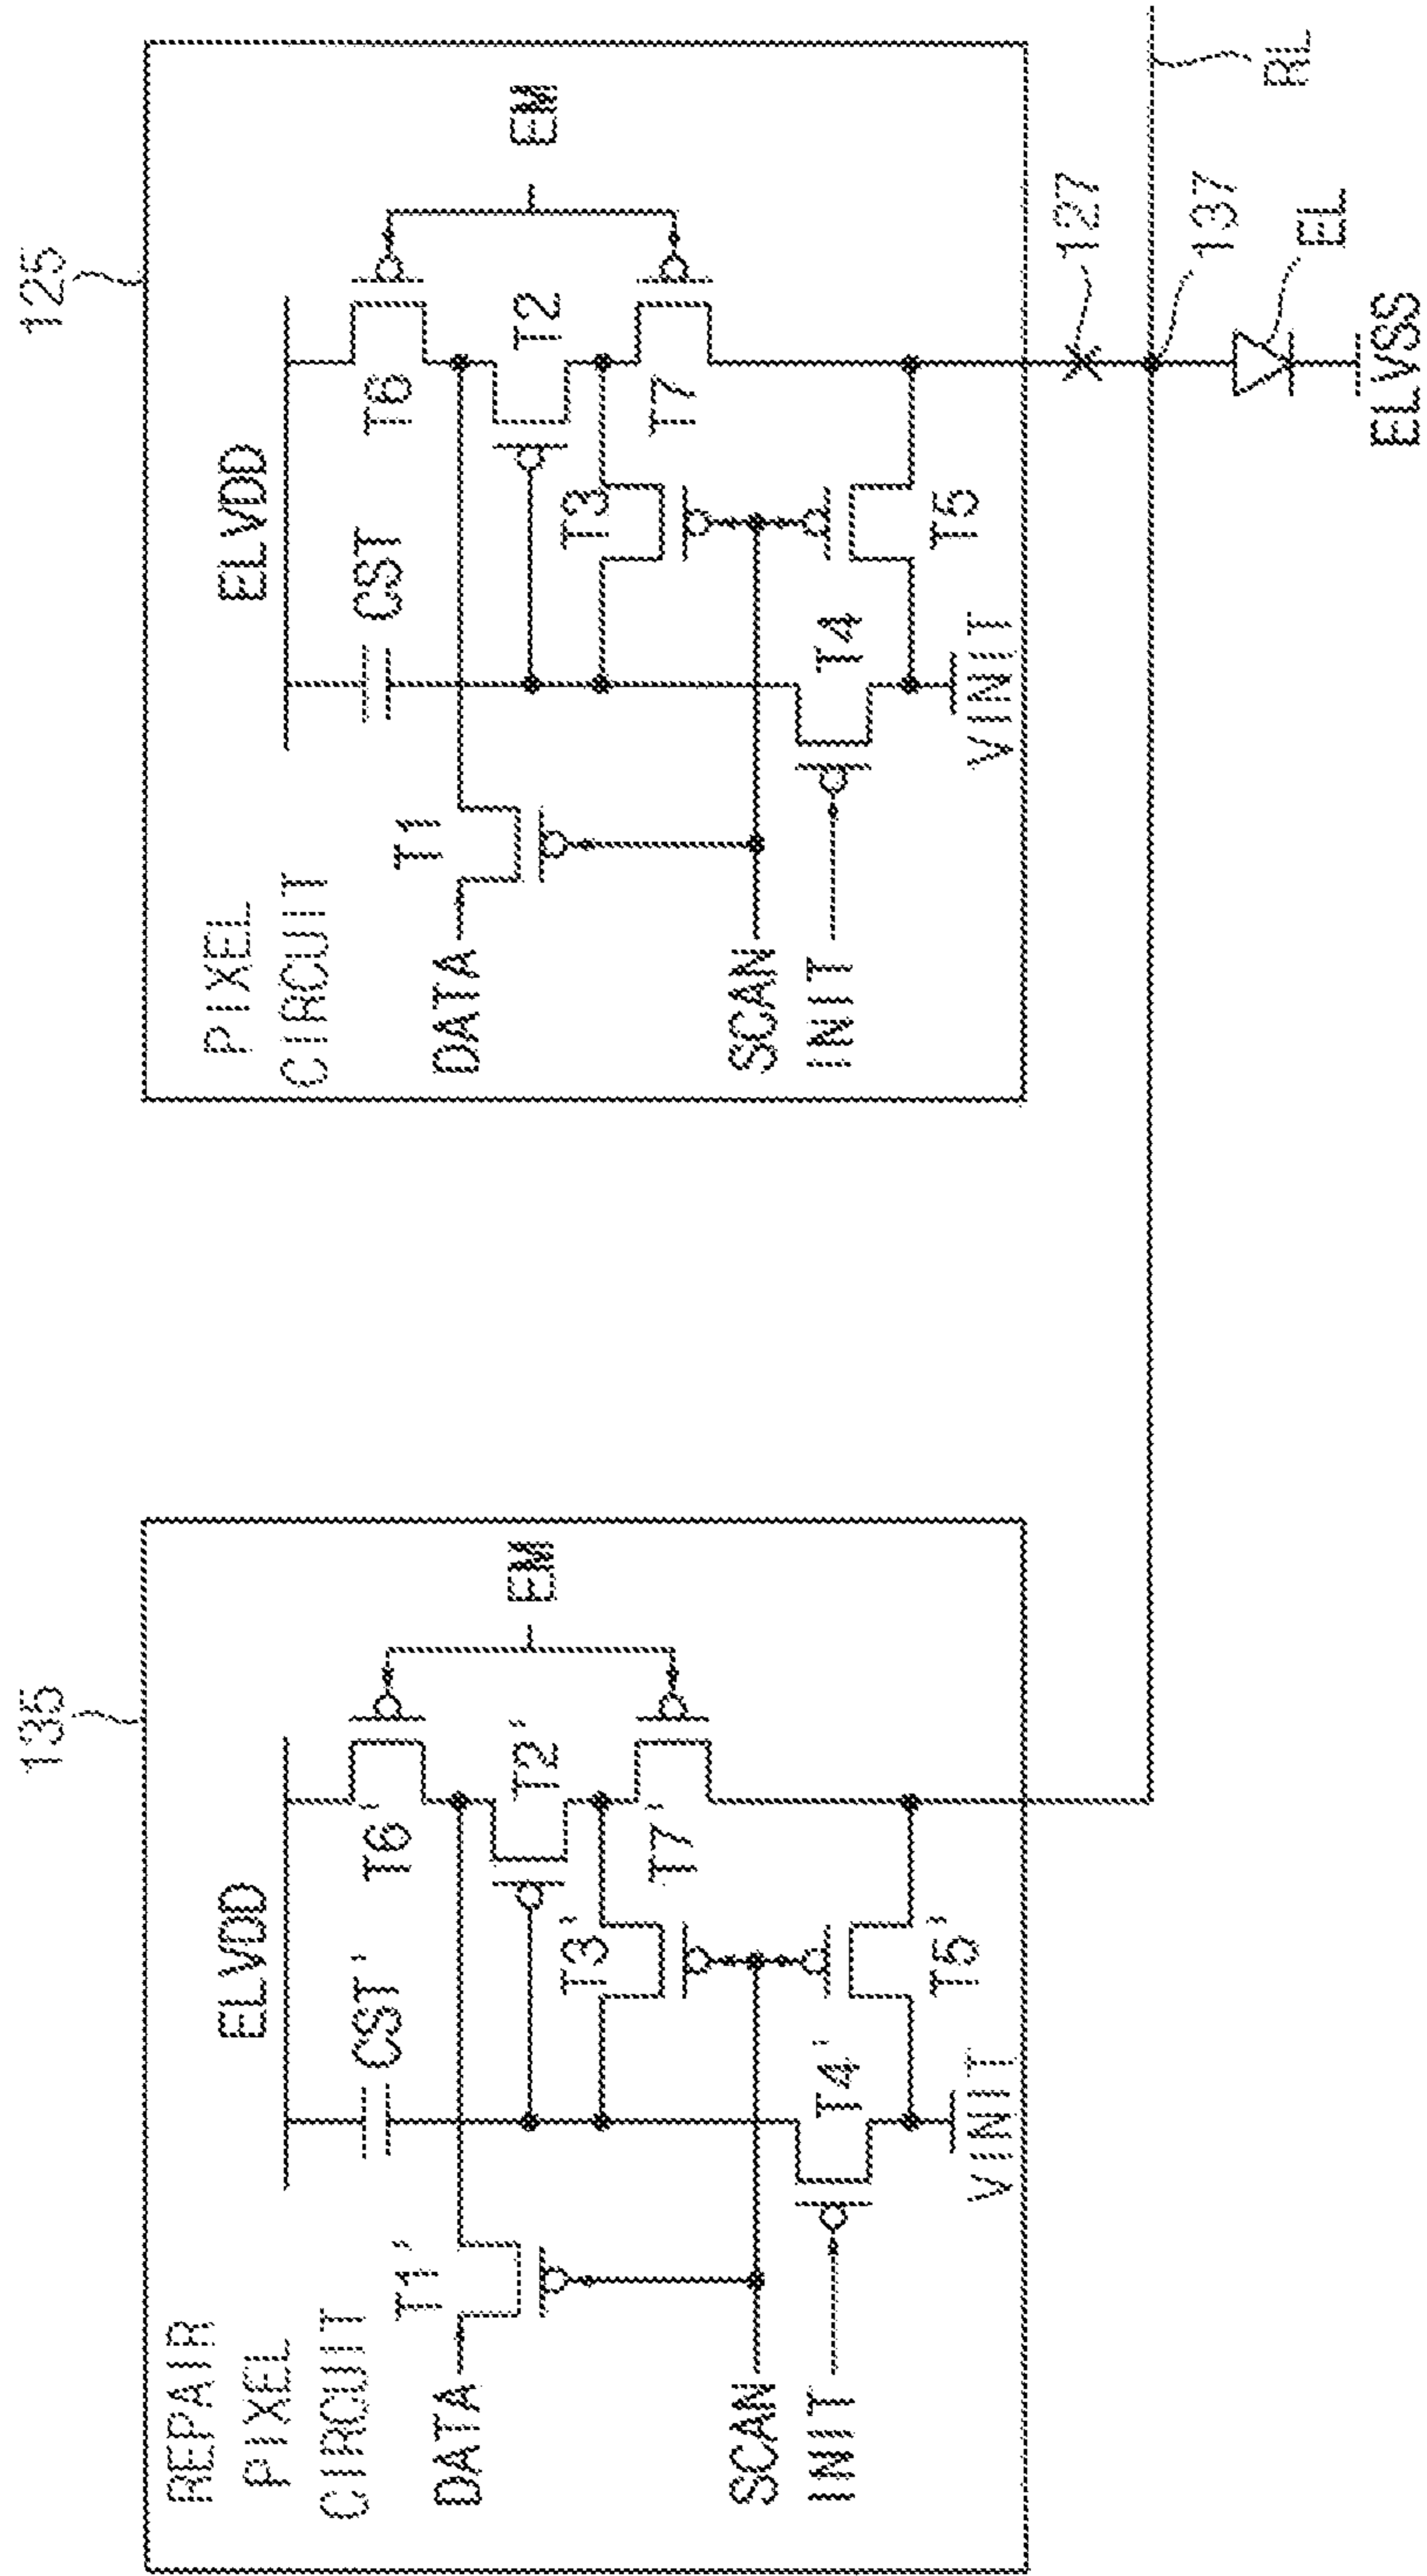 135
REPAIR
PIXEL
CIRCUIT
ELVDD
CST'
T6'
T1'
DATA
T2'
EM
T3'
T7'
SCAN
INIT
T4'
T5'
VINIT
125
PIXEL
CIRCUIT
ELVDD
CST
T6
T1
DATA
T2
EM
T3
T7
SCAN
INIT
T4
T5
VINIT
127
RL
137
EL
ELVSS